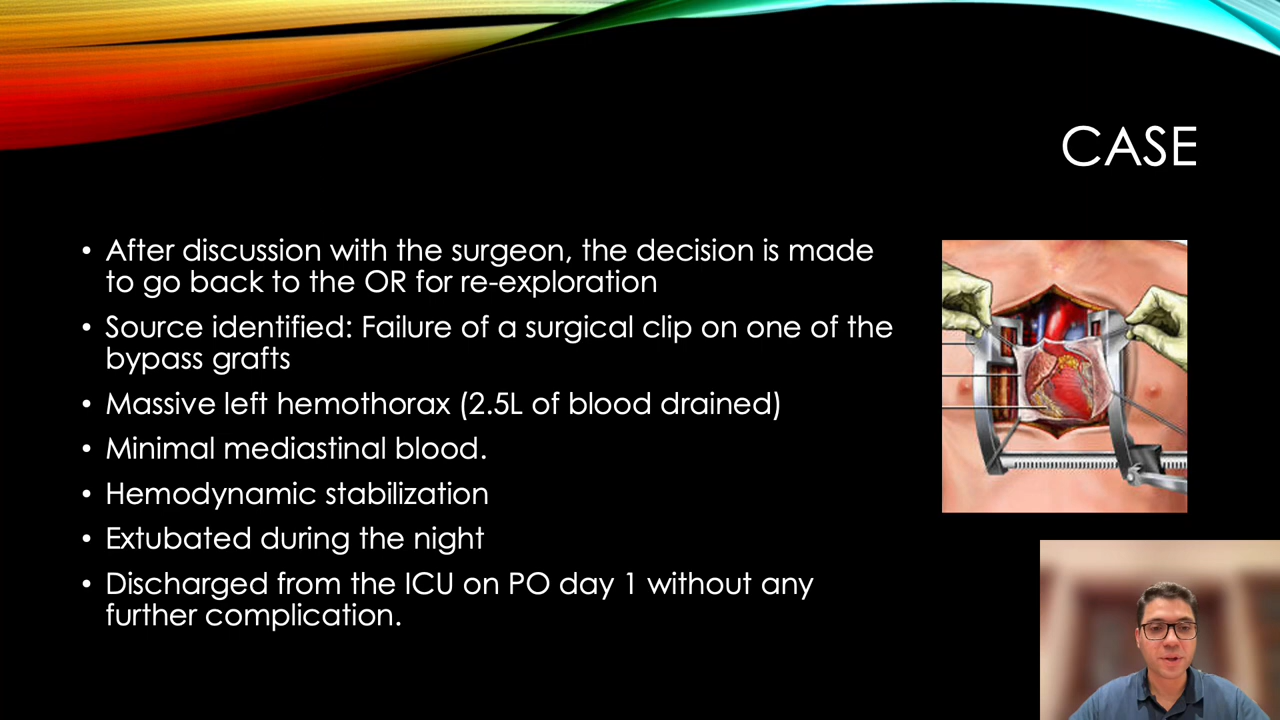 CASE
• After discussion with the surgeon, the decision is made
to go back to the OR for re-exploration
• Source identified: Failure of a surgical clip on one of the
bypass grafts
• Massive left hemothorax (2.5L of blood drained)
• Minimal mediastinal blood.
• Hemodynamic stabilization
• Extubated during the night
• Discharged from the ICU on PO day 1 without any
further complication.